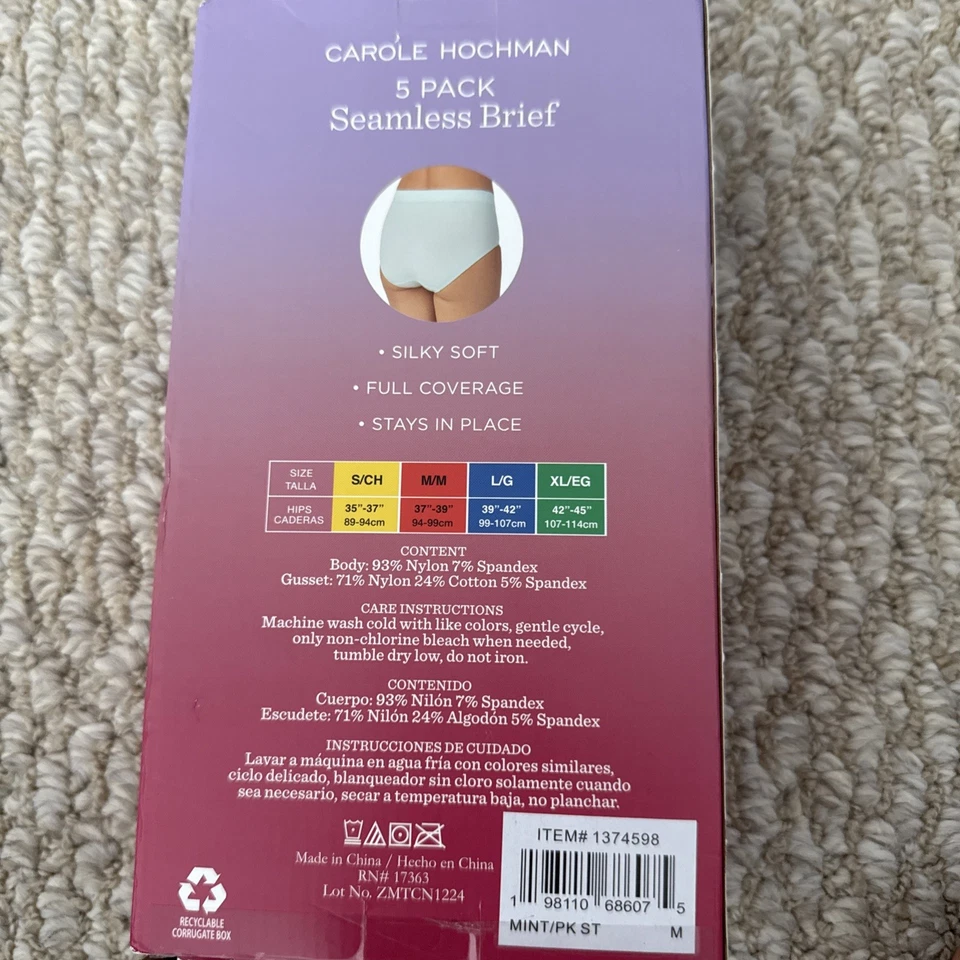 CAROLE HOCHMAN
5 PACK
Seamless Brief
• SILKY SOFT
• FULL COVERAGE
• STAYS IN PLACE
SIZE TALLA S/CH M/M L/G XL/EG
HIPS CADERAS 35”-37” 89-94cm 37”-39” 94-99cm 39”-42” 99-107cm 42”-45” 107-114cm
CONTENT
Body: 93% Nylon 7% Spandex
Gusset: 71% Nylon 24% Cotton 5% Spandex
CARE INSTRUCTIONS
Machine wash cold with like colors, gentle cycle,
only non-chlorine bleach when needed,
tumble dry low, do not iron.
CONTENIDO
Cuerpo: 93% Nilón 7% Spandex
Escudete: 71% Nilón 24% Algodón 5% Spandex
INSTRUCCIONES DE CUIDADO
Lavar a máquina en agua fría con colores similares,
ciclo delicado, blanqueador sin cloro solamente cuando
sea necesario, secar a temperatura baja, no planchar.
Made in China / Hecho en China
RN# 17363
Lot No. ZMTCN1224
RECYCLABLE
CORRUGATE BOX
ITEM# 1374598
1 98110 68607 5
MINT/PK ST M